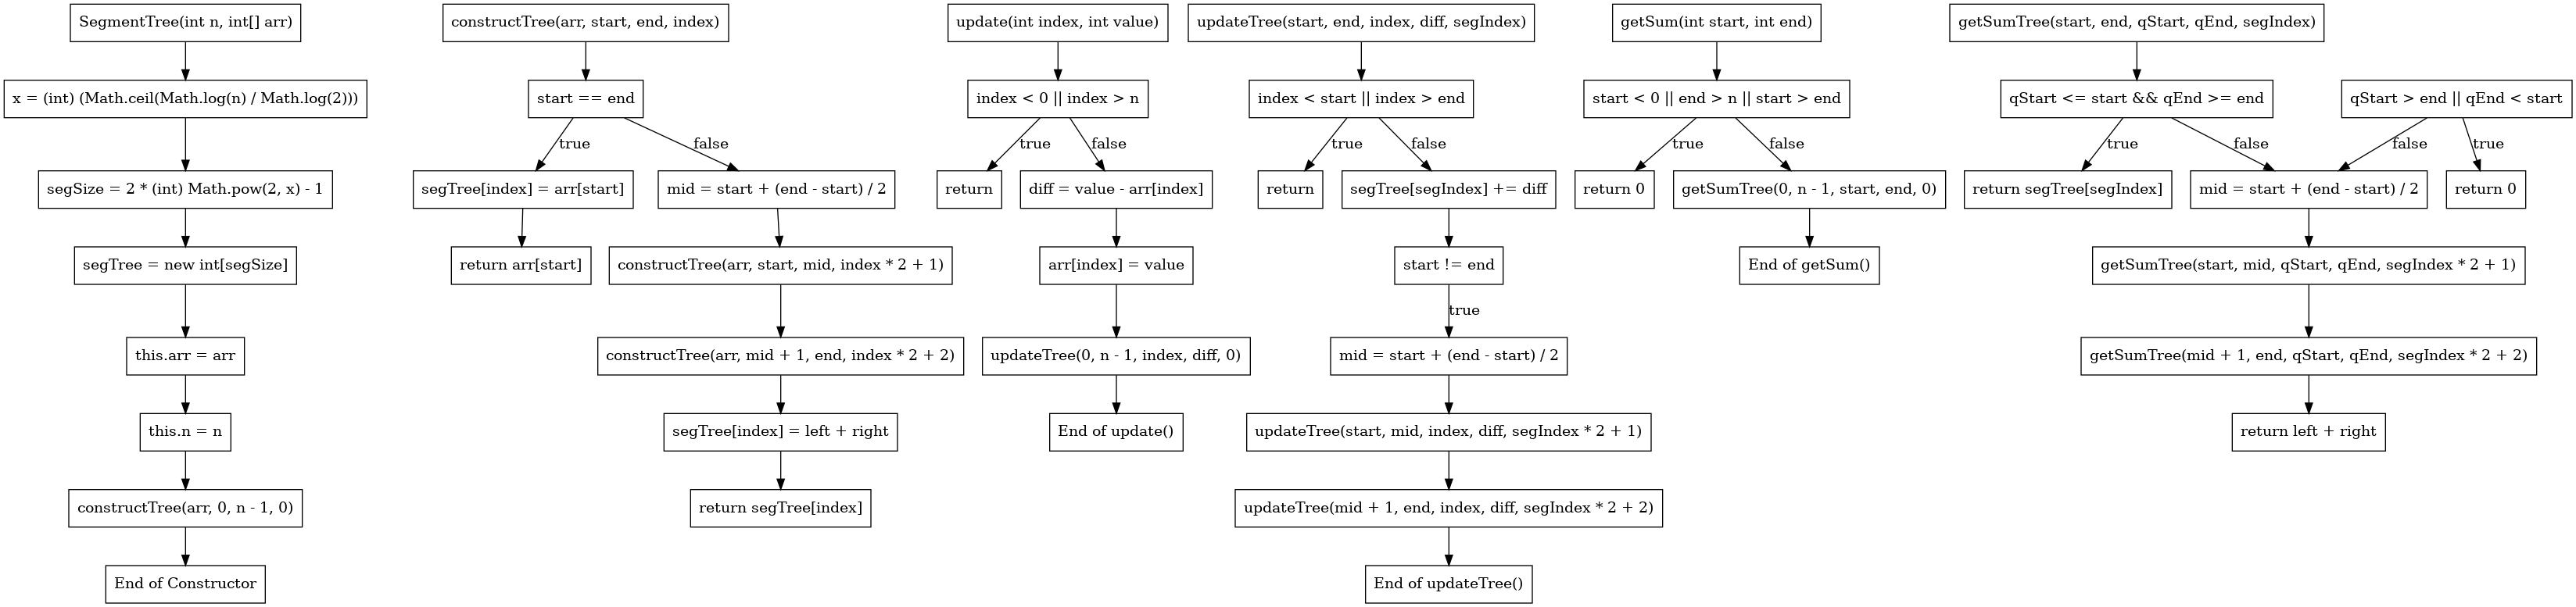 SegmentTree(int n, int[] arr)
x = (int) (Math.ceil(Math.log(n) / Math.log(2)))
segSize = 2 * (int) Math.pow(2, x) - 1
segTree = new int[segSize]
this.arr = arr
this.n = n
constructTree(arr, 0, n - 1, 0)
End of Constructor
constructTree(arr, start, end, index)
start == end
true
false
segTree[index] = arr[start]
return arr[start]
mid = start + (end - start) / 2
constructTree(arr, start, mid, index * 2 + 1)
constructTree(arr, mid + 1, end, index * 2 + 2)
segTree[index] = left + right
return segTree[index]
update(int index, int value)
index < 0 || index > n
true
false
return
diff = value - arr[index]
arr[index] = value
updateTree(0, n - 1, index, diff, 0)
End of update()
updateTree(start, end, index, diff, segIndex)
index < start || index > end
true
false
return
segTree[segIndex] += diff
start != end
true
mid = start + (end - start) / 2
updateTree(start, mid, index, diff, segIndex * 2 + 1)
updateTree(mid + 1, end, index, diff, segIndex * 2 + 2)
End of updateTree()
getSum(int start, int end)
start < 0 || end > n || start > end
true
false
return 0
getSumTree(0, n - 1, start, end, 0)
End of getSum()
getSumTree(start, end, qStart, qEnd, segIndex)
qStart <= start && qEnd >= end
true
false
return segTree[segIndex]
qStart > end || qEnd < start
false
true
mid = start + (end - start) / 2
return 0
getSumTree(start, mid, qStart, qEnd, segIndex * 2 + 1)
getSumTree(mid + 1, end, qStart, qEnd, segIndex * 2 + 2)
return left + right